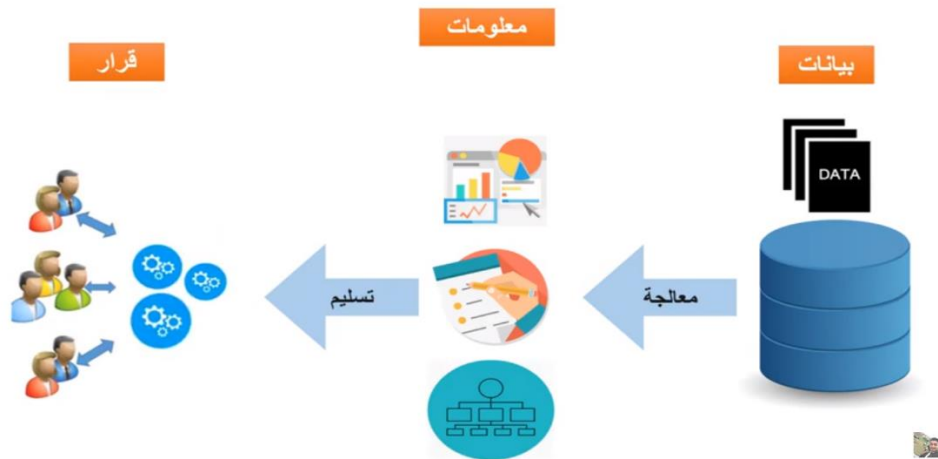 معلومات
بيانات
قرار
DATA
معالجة
تسليم